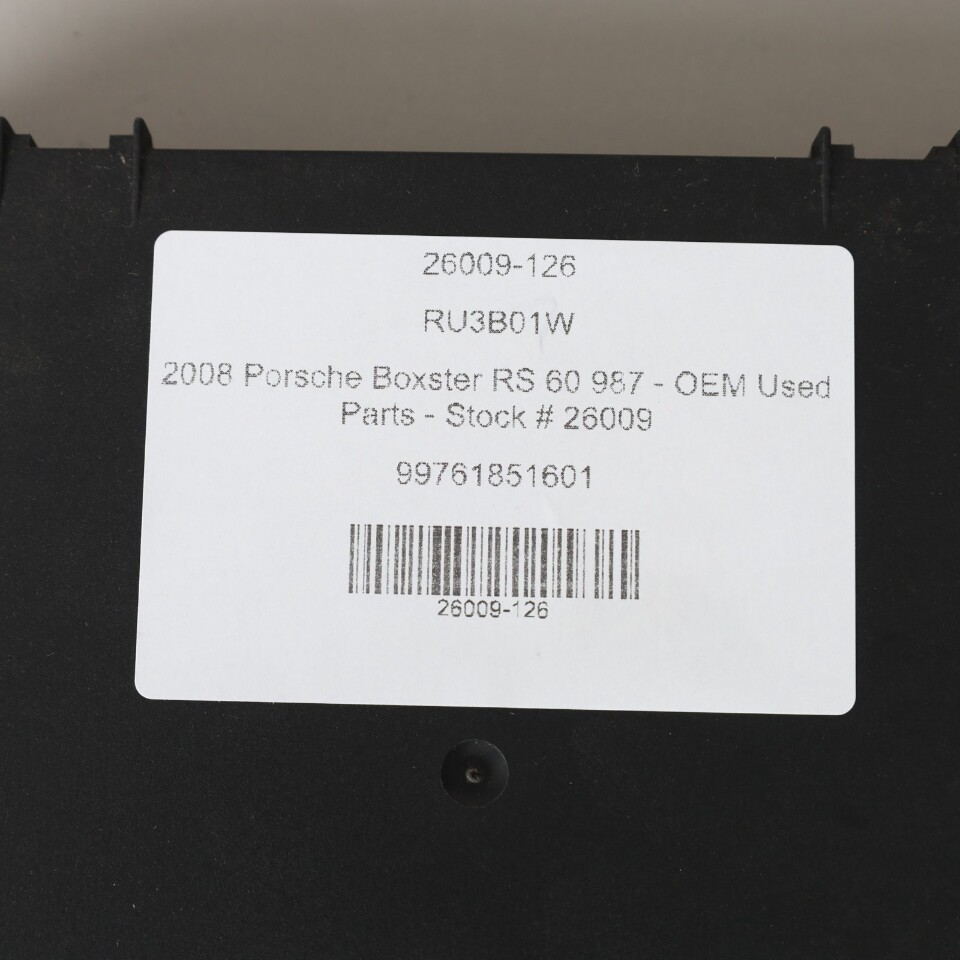 26009-126
RU3B01W
2008 Porsche Boxster RS 60 987 - OEM Used
Parts - Stock # 26009
99761851601
26009-126